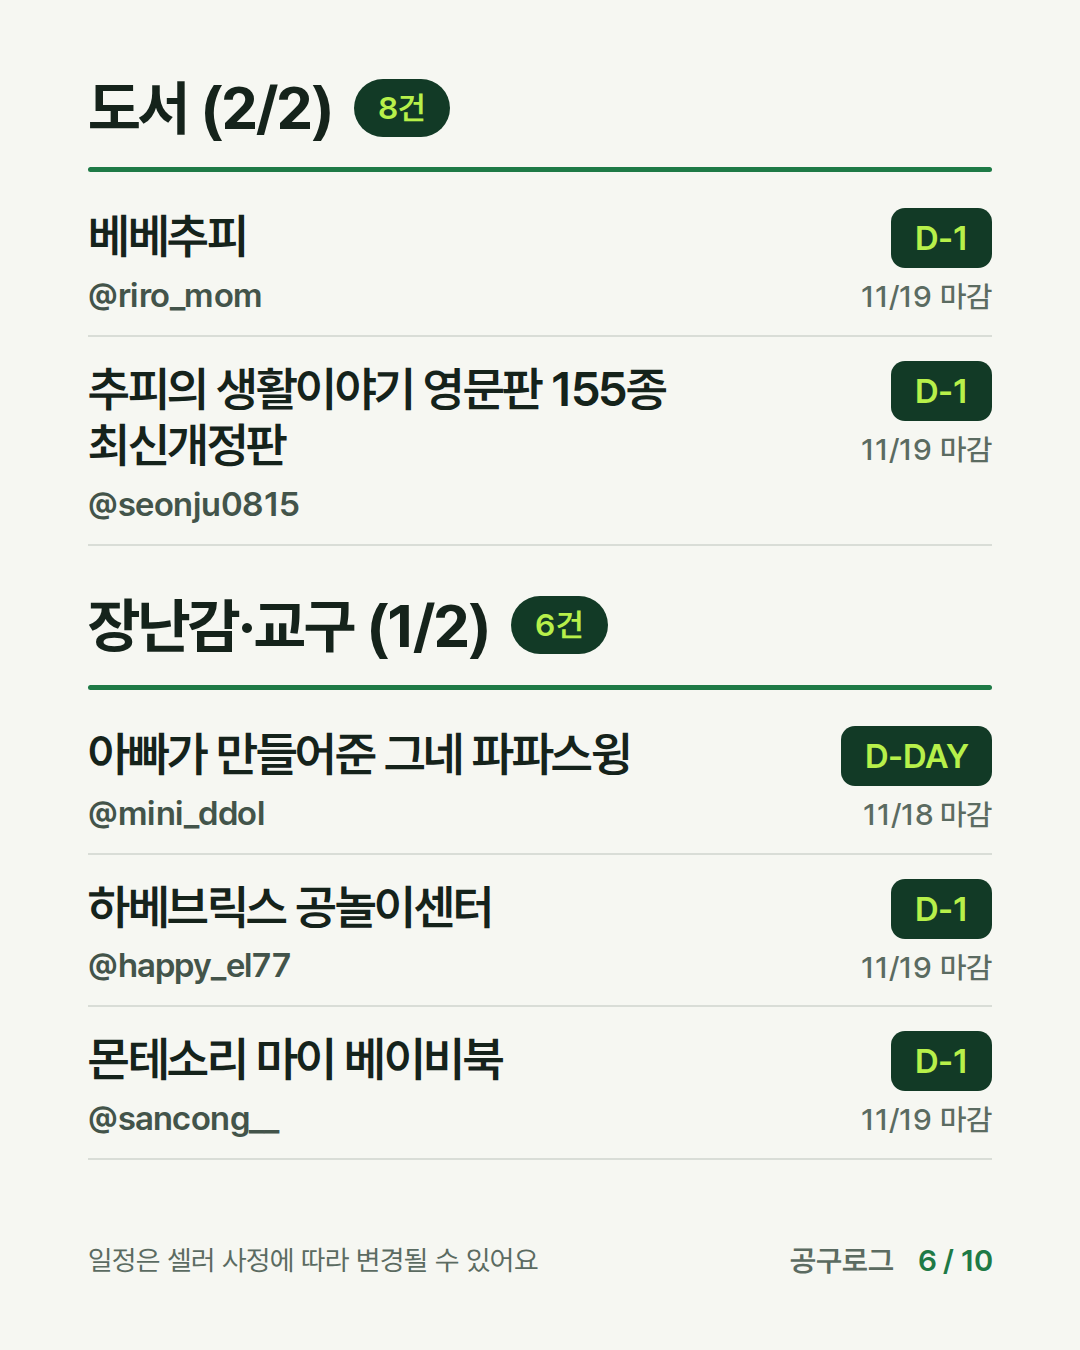 도서 (2/2) 8건
베베추피 D-1
@riro_mom 11/19 마감
추피의 생활이야기 영문판 155종 D-1
최신개정판 11/19 마감
@seonju0815
장난감·교구 (1/2) 6건
아빠가 만들어준 그네 파파스윙 D-DAY
@mini_ddol 11/18 마감
하베브릭스 공놀이센터 D-1
@happy_el77 11/19 마감
몬테소리 마이 베이비북 D-1
@sancong__ 11/19 마감
일정은 셀러 사정에 따라 변경될 수 있어요 공구로그 6 / 10